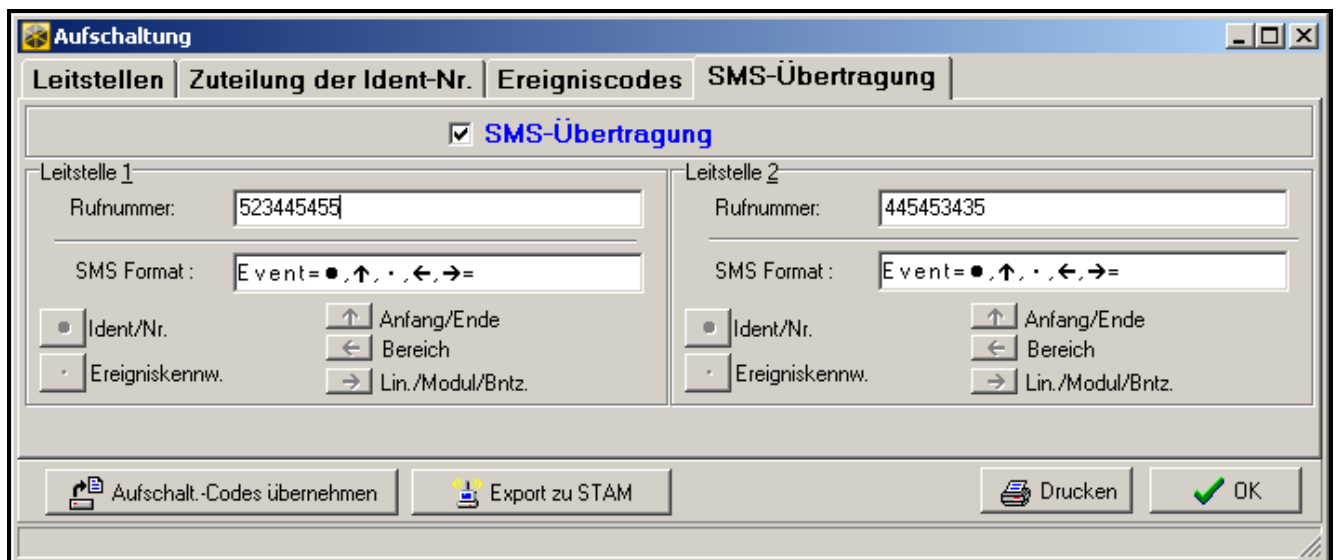 Aufschaltung
Leitstellen Zuteilung der Ident-Nr. Ereigniscodes SMS-Übertragung
SMS-Übertragung
Leitstelle 1
Rufnummer: 523445455
SMS Format : Event=●,↑,·,←,→=
Ident/Nr.
Ereigniskennw.
↑ Anfang/Ende
← Bereich
→ Lin./Modul/Bntz.
Leitstelle 2
Rufnummer: 445453435
SMS Format : Event=●,↑,·,←,→=
Ident/Nr.
Ereigniskennw.
↑ Anfang/Ende
← Bereich
→ Lin./Modul/Bntz.
Aufschalt.-Codes übernehmen Export zu STAM Drucken OK